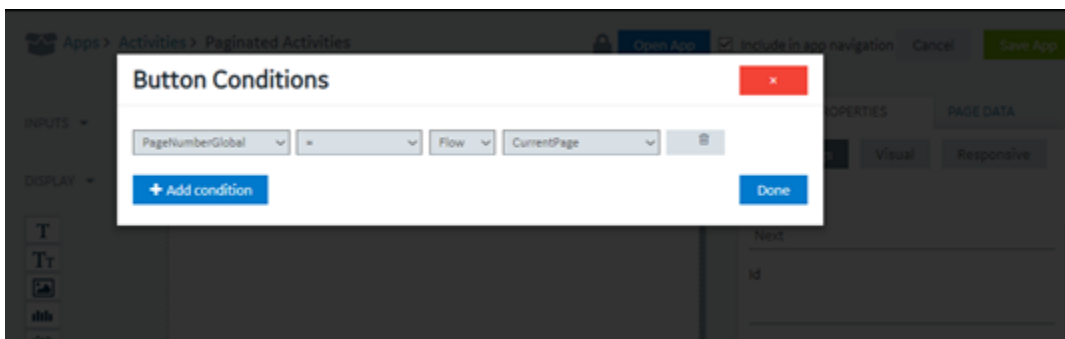 Apps > Activities > Paginated Activities
Open App
Include in app navigation
Cancel
Save App
Button Conditions
×
INPUTS
PROPERTIES
PAGE DATA
PageNumberGlobal
=
Flow
CurrentPage
Visual
Responsive
DISPLAY
+ Add condition
Done
T
Next
TT
Id